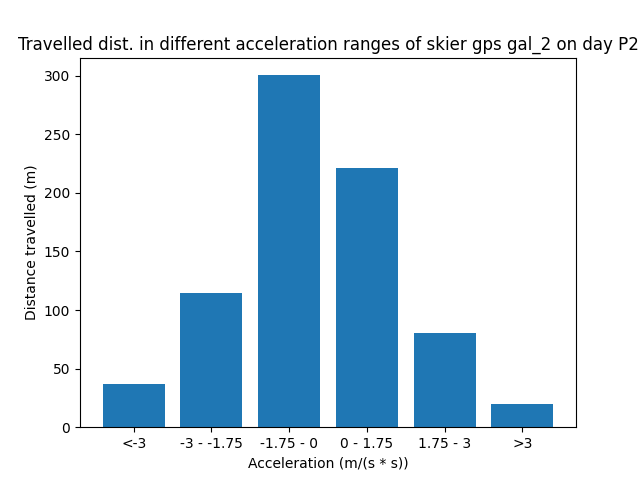 Travelled dist. in different acceleration ranges of skier gps gal_2 on day P2
300
250
200
150
100
50
0
Distance travelled (m)
<-3 -3 - -1.75 -1.75 - 0 0 - 1.75 1.75 - 3 >3
Acceleration (m/(s * s))